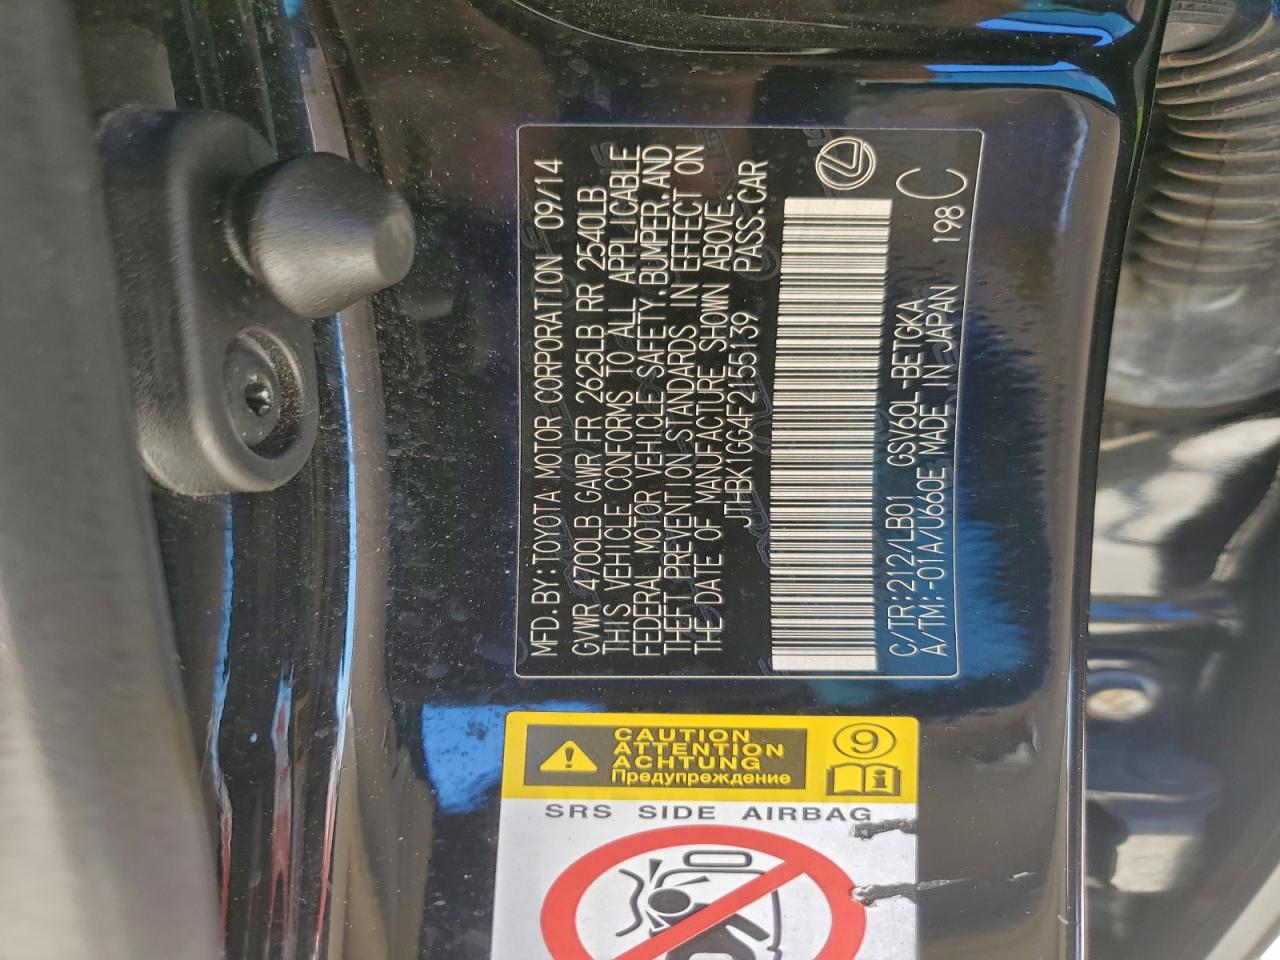 MFD.BY:TOYOTA MOTOR CORPORATION 09/14
GVWR 4700LB GAWR FR 2625LB RR 2540LB
THIS VEHICLE CONFORMS TO ALL APPLICABLE
FEDERAL MOTOR VEHICLE SAFETY,BUMPER,AND
THEFT PREVENTION STANDARDS IN EFFECT ON
THE DATE OF MANUFACTURE SHOWN ABOVE.
JTHBK1GG4F2155139 PASS.CAR
C/TR:212/LB01 GSV60L-BETGKA
A/TM:-01A/U660E MADE IN JAPAN 198 C
CAUTION
ATTENTION
ACHTUNG
Предупреждение
9
i
SRS SIDE AIRBAG